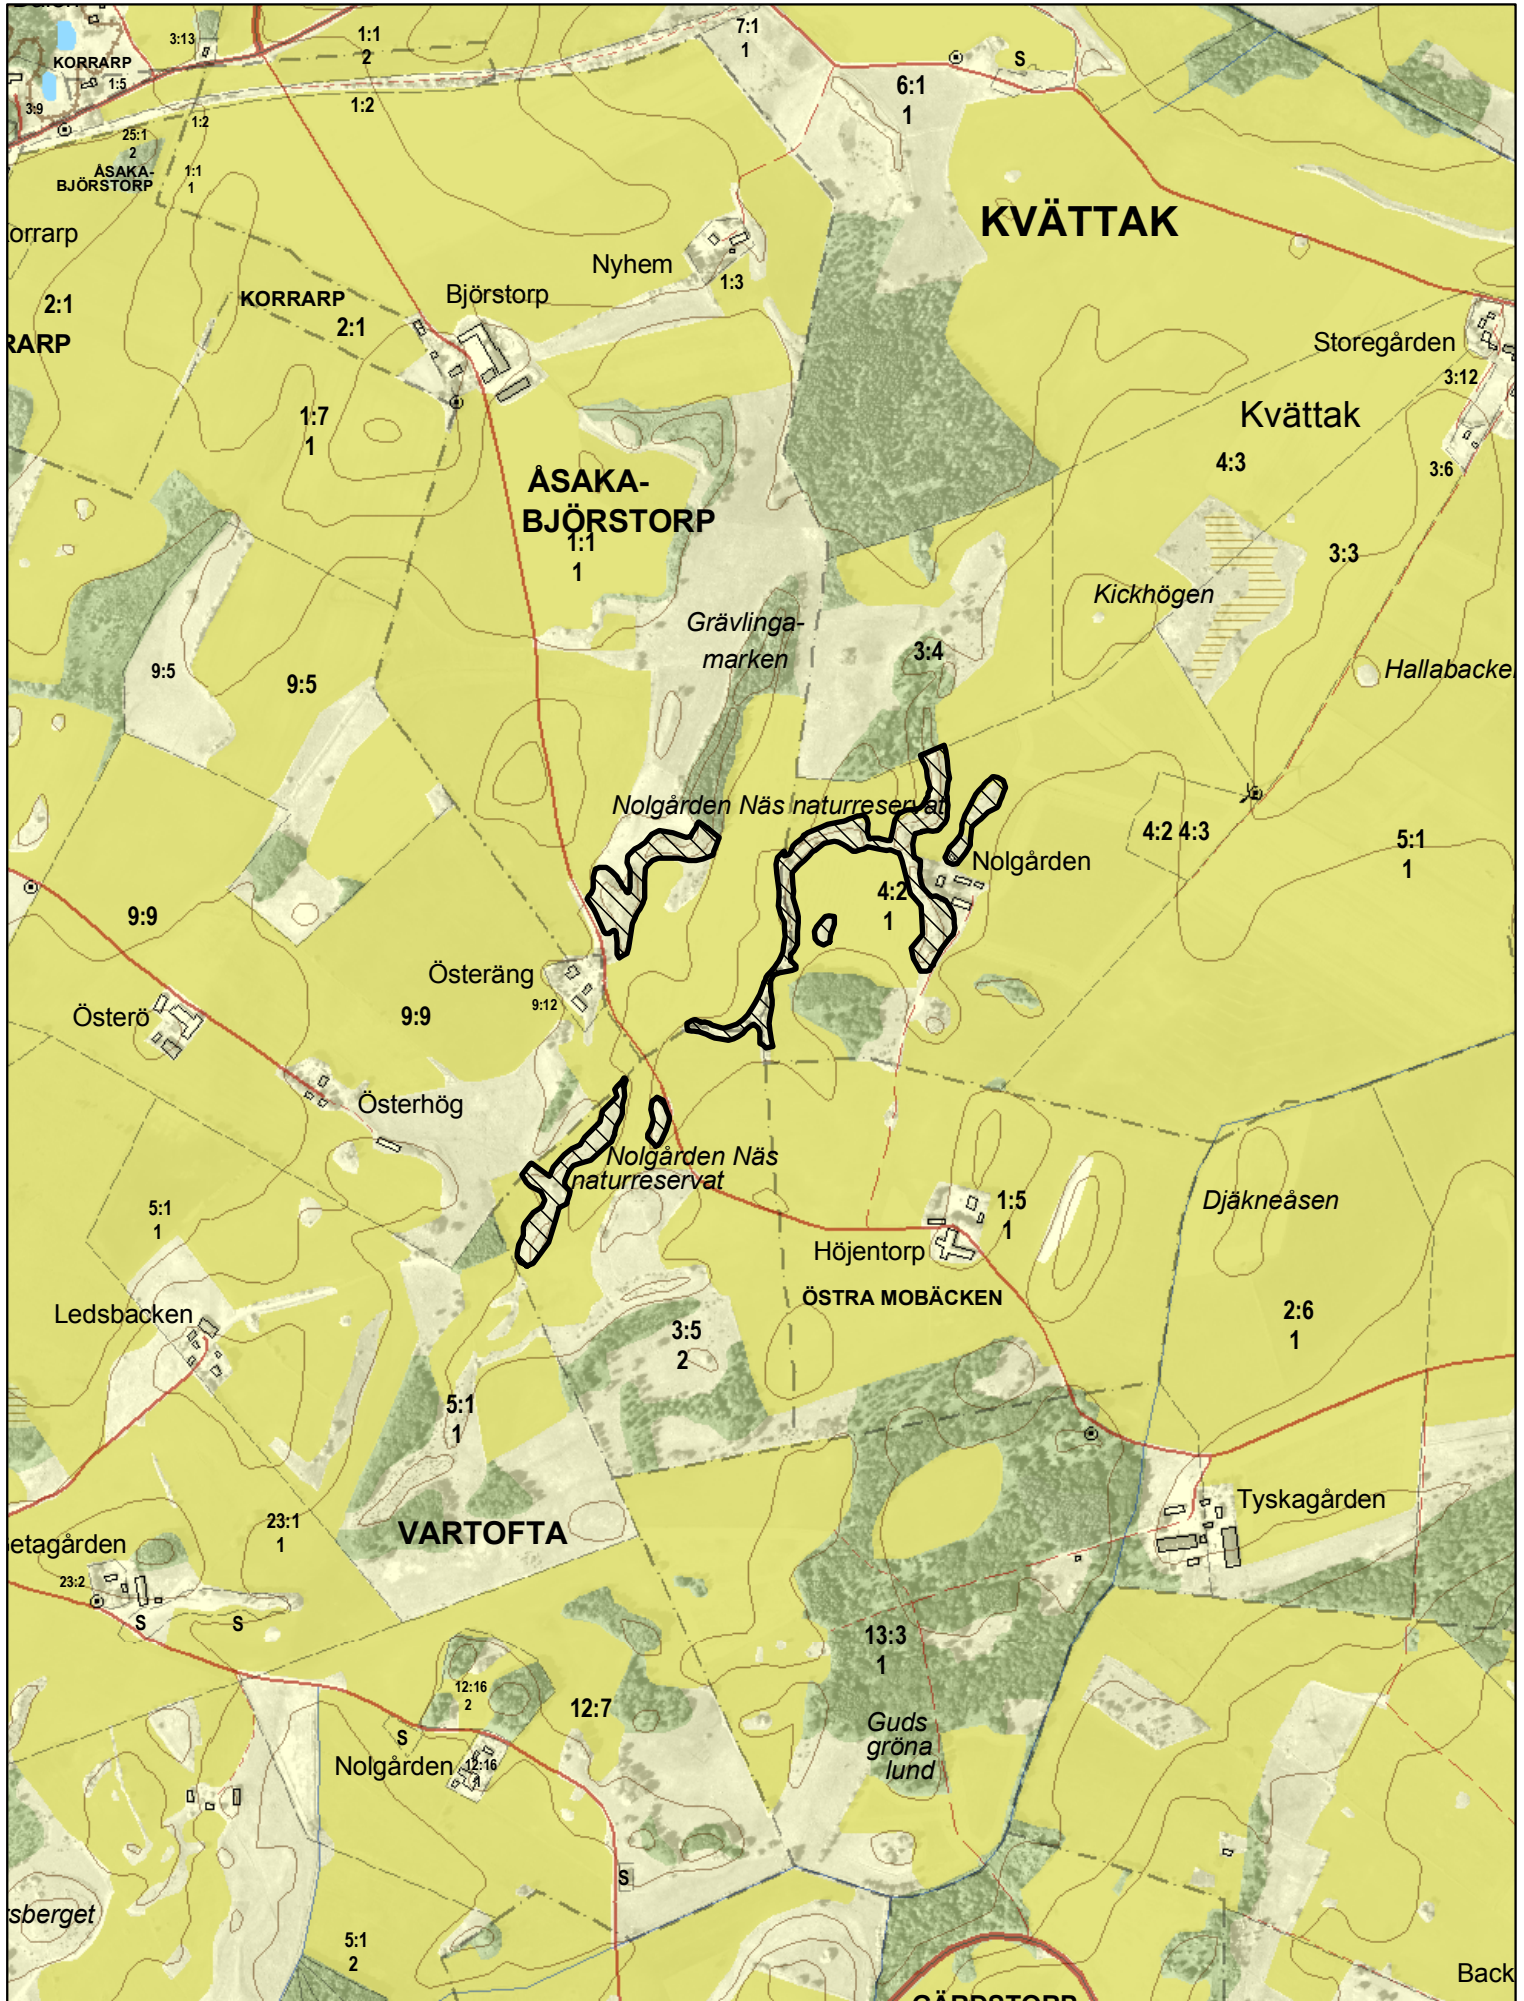 3:13
1:1
2
7:1
1
S
KORRARP
1:5
6:1
1
3:9
1:2
1:2
25:1
2
ÅSAKA-
BJÖRSTORP
1:1
1
KVÄTTAK
orrarp
Nyhem
1:3
2:1
KORRARP
Björstorp
2:1
RARP
Storegården
3:12
1:7
1
Kvättak
4:3
3:6
ÅSAKA-
BJÖRSTORP
1:1
1
3:3
Kickhögen
Grävlinga-
marken
3:4
9:5
9:5
Hallabacke
Nolgården Näs naturreservat
4:2 4:3
5:1
1
Nolgården
4:2
1
9:9
Österäng
9:12
Österö
9:9
Österhög
Nolgården Näs
naturreservat
5:1
1
1:5
1
Djäkneåsen
Höjentorp
ÖSTRA MOBÄCKEN
Ledsbacken
2:6
1
3:5
2
5:1
1
Tyskagården
23:1
1
VARTOFTA
etagården
23:2
S
S
13:3
1
12:16
2
12:7
S
Guds
gröna
lund
Nolgården
12:16
1
S
rsberget
5:1
2
Back
GÄRDSTORP